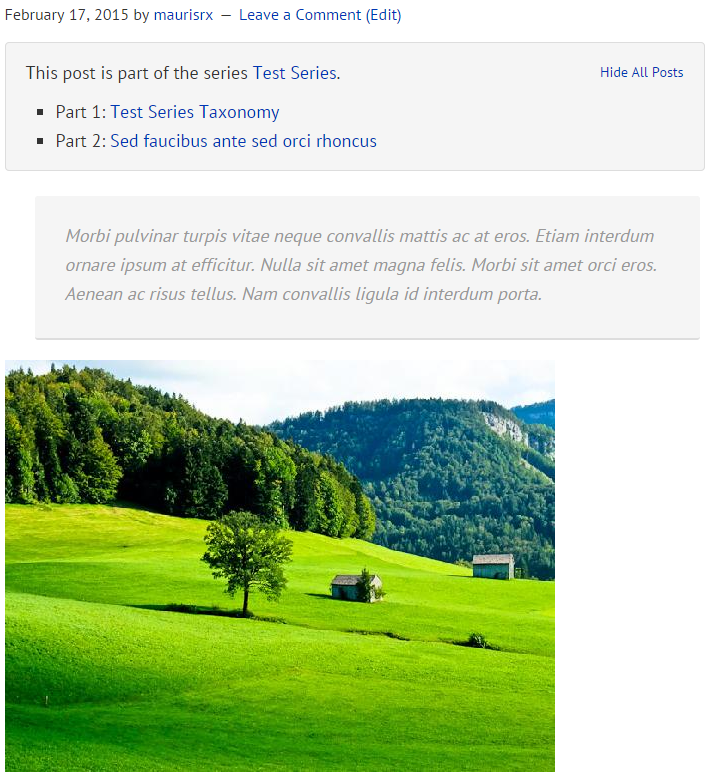 February 17, 2015 by maurisrx — Leave a Comment (Edit)
This post is part of the series Test Series.
Hide All Posts
Part 1: Test Series Taxonomy
Part 2: Sed faucibus ante sed orci rhoncus
Morbi pulvinar turpis vitae neque convallis mattis ac at eros. Etiam interdum
ornare ipsum at efficitur. Nulla sit amet magna felis. Morbi sit amet orci eros.
Aenean ac risus tellus. Nam convallis ligula id interdum porta.